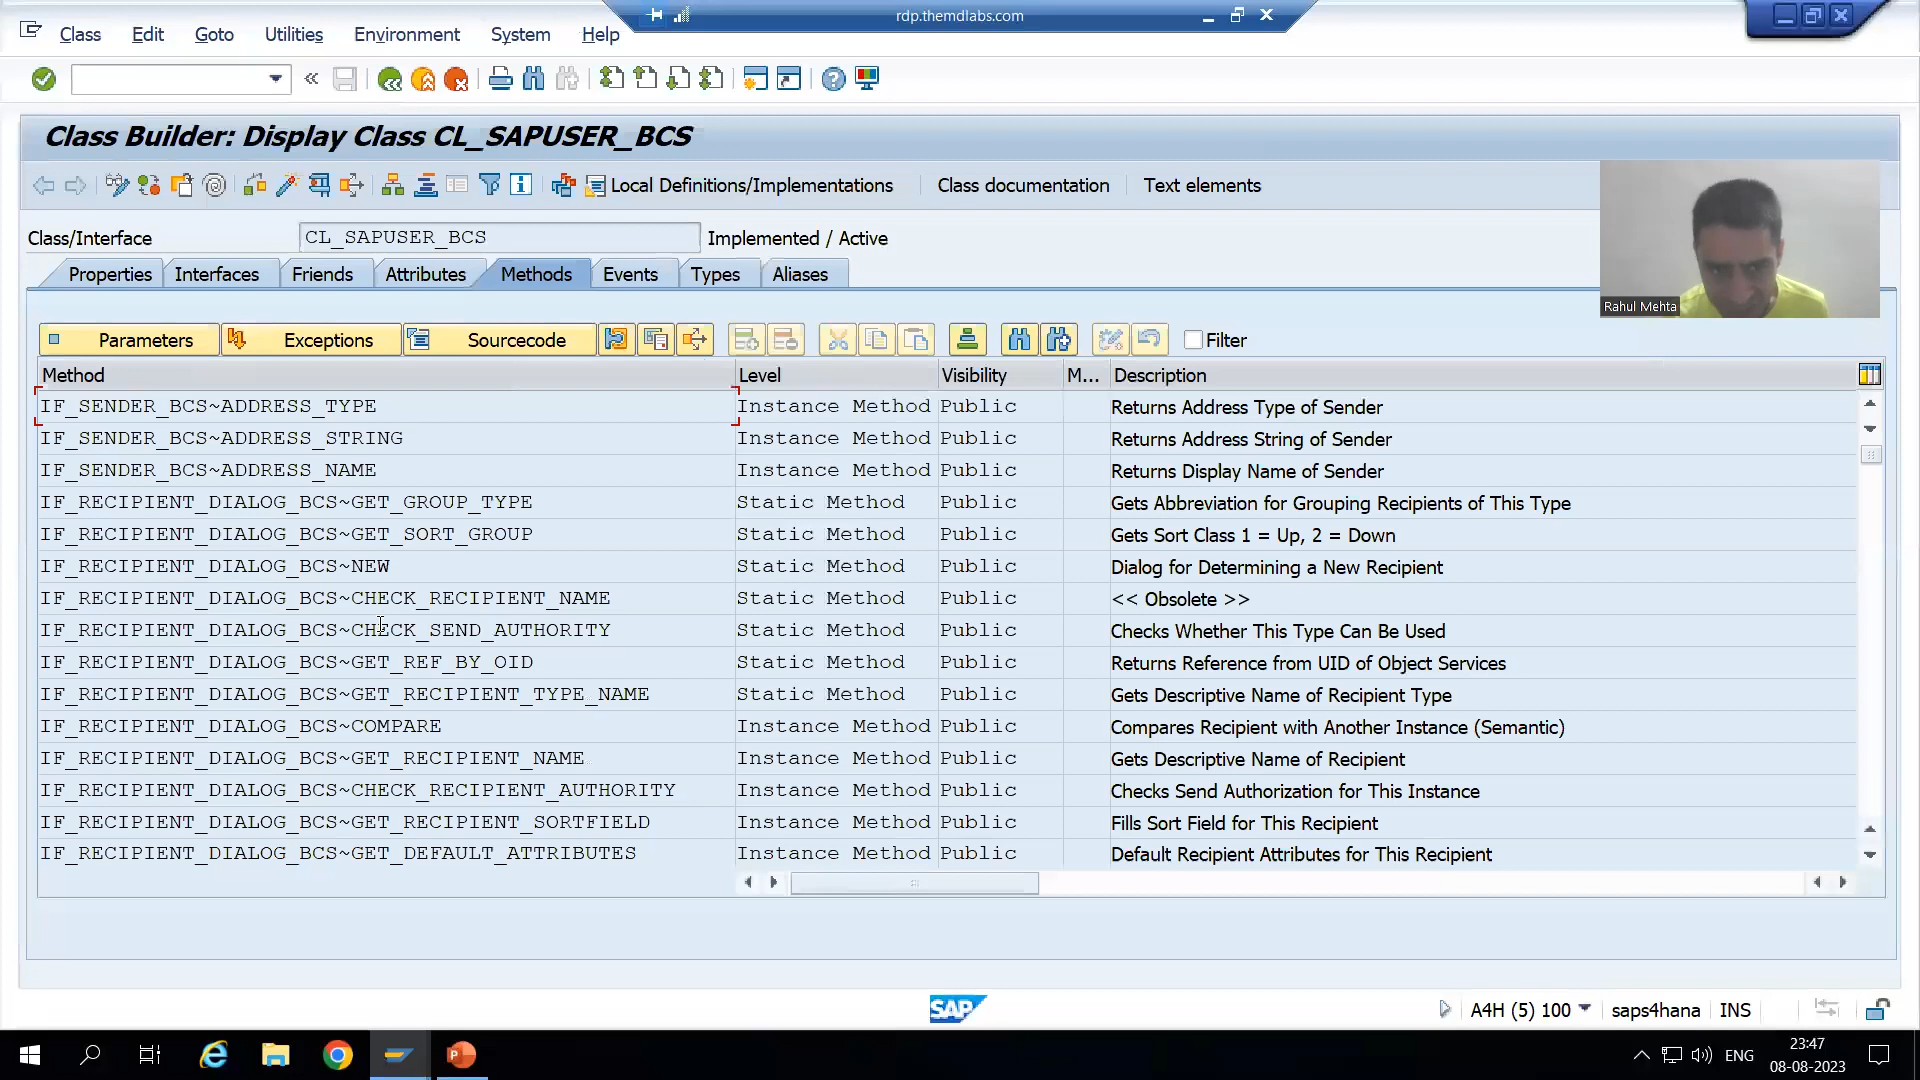 rdp.themdlabs.com
Class Edit Goto Utilities Environment System Help
Class Builder: Display Class CL_SAPUSER_BCS
Local Definitions/Implementations Class documentation Text elements
Class/Interface CL_SAPUSER_BCS Implemented / Active
Properties Interfaces Friends Attributes Methods Events Types Aliases
Rahul Mehta
Parameters Exceptions Sourcecode Filter
Method Level Visibility M... Description
IF_SENDER_BCS~ADDRESS_TYPE Instance Method Public Returns Address Type of Sender
IF_SENDER_BCS~ADDRESS_STRING Instance Method Public Returns Address String of Sender
IF_SENDER_BCS~ADDRESS_NAME Instance Method Public Returns Display Name of Sender
IF_RECIPIENT_DIALOG_BCS~GET_GROUP_TYPE Static Method Public Gets Abbreviation for Grouping Recipients of This Type
IF_RECIPIENT_DIALOG_BCS~GET_SORT_GROUP Static Method Public Gets Sort Class 1 = Up, 2 = Down
IF_RECIPIENT_DIALOG_BCS~NEW Static Method Public Dialog for Determining a New Recipient
IF_RECIPIENT_DIALOG_BCS~CHECK_RECIPIENT_NAME Static Method Public << Obsolete >>
IF_RECIPIENT_DIALOG_BCS~CHECK_SEND_AUTHORITY Static Method Public Checks Whether This Type Can Be Used
IF_RECIPIENT_DIALOG_BCS~GET_REF_BY_OID Static Method Public Returns Reference from UID of Object Services
IF_RECIPIENT_DIALOG_BCS~GET_RECIPIENT_TYPE_NAME Static Method Public Gets Descriptive Name of Recipient Type
IF_RECIPIENT_DIALOG_BCS~COMPARE Instance Method Public Compares Recipient with Another Instance (Semantic)
IF_RECIPIENT_DIALOG_BCS~GET_RECIPIENT_NAME Instance Method Public Gets Descriptive Name of Recipient
IF_RECIPIENT_DIALOG_BCS~CHECK_RECIPIENT_AUTHORITY Instance Method Public Checks Send Authorization for This Instance
IF_RECIPIENT_DIALOG_BCS~GET_RECIPIENT_SORTFIELD Instance Method Public Fills Sort Field for This Recipient
IF_RECIPIENT_DIALOG_BCS~GET_DEFAULT_ATTRIBUTES Instance Method Public Default Recipient Attributes for This Recipient
SAP A4H (5) 100 saps4hana INS
ENG 23:47
08-08-2023